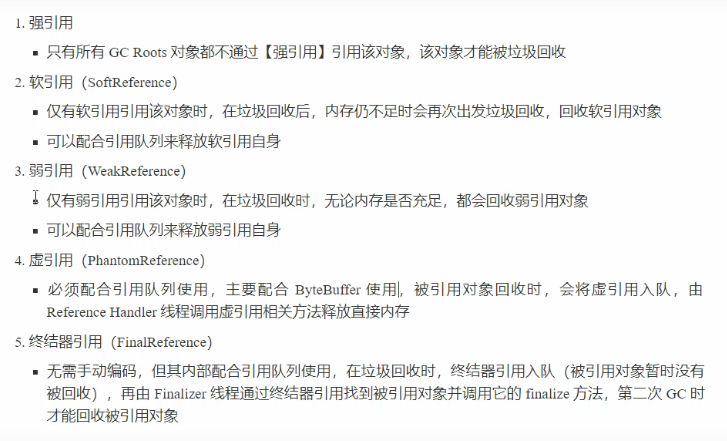 1. 强引用
▪ 只有所有 GC Roots 对象都不通过【强引用】引用该对象，该对象才能被垃圾回收
2. 软引用（SoftReference）
▪ 仅有软引用引用该对象时，在垃圾回收后，内存仍不足时会再次出发垃圾回收，回收软引用对象
▪ 可以配合引用队列来释放软引用自身
3. 弱引用（WeakReference）
▪ 仅有弱引用引用该对象时，在垃圾回收时，无论内存是否充足，都会回收弱引用对象
▪ 可以配合引用队列来释放弱引用自身
4. 虚引用（PhantomReference）
▪ 必须配合引用队列使用，主要配合 ByteBuffer 使用，被引用对象回收时，会将虚引用入队，由
Reference Handler 线程调用虚引用相关方法释放直接内存
5. 终结器引用（FinalReference）
▪ 无需手动编码，但其内部配合引用队列使用，在垃圾回收时，终结器引用入队（被引用对象暂时没有
被回收），再由 Finalizer 线程通过终结器引用找到被引用对象并调用它的 finalize 方法，第二次 GC 时
才能回收被引用对象